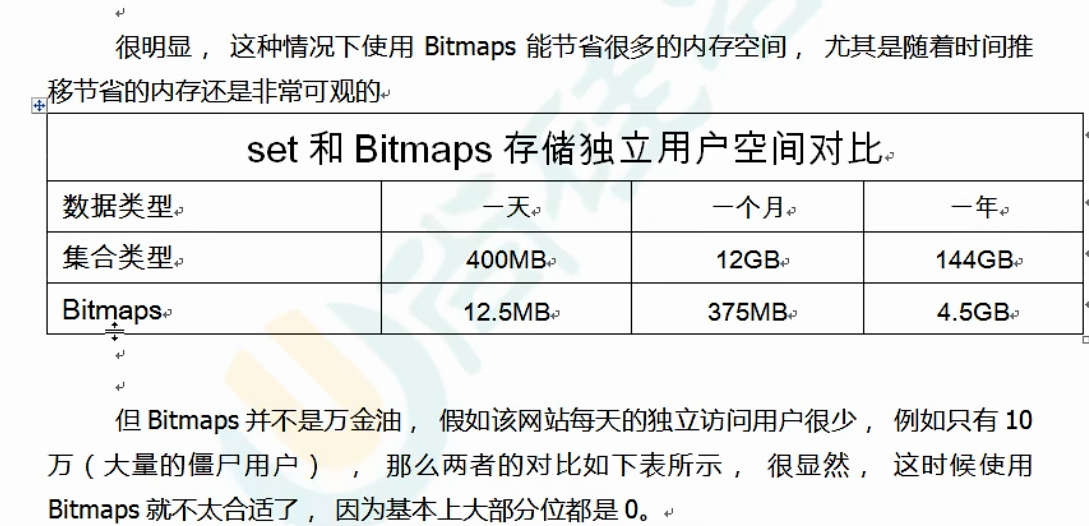 很明显， 这种情况下使用 Bitmaps 能节省很多的内存空间， 尤其是随着时间推
移节省的内存还是非常可观的
set 和 Bitmaps 存储独立用户空间对比
数据类型 一天 一个月 一年
集合类型 400MB 12GB 144GB
Bitmaps 12.5MB 375MB 4.5GB
但 Bitmaps 并不是万金油， 假如该网站每天的独立访问用户很少， 例如只有 10
万（大量的僵尸用户） ， 那么两者的对比如下表所示， 很显然， 这时候使用
Bitmaps 就不太合适了， 因为基本上大部分位都是 0。